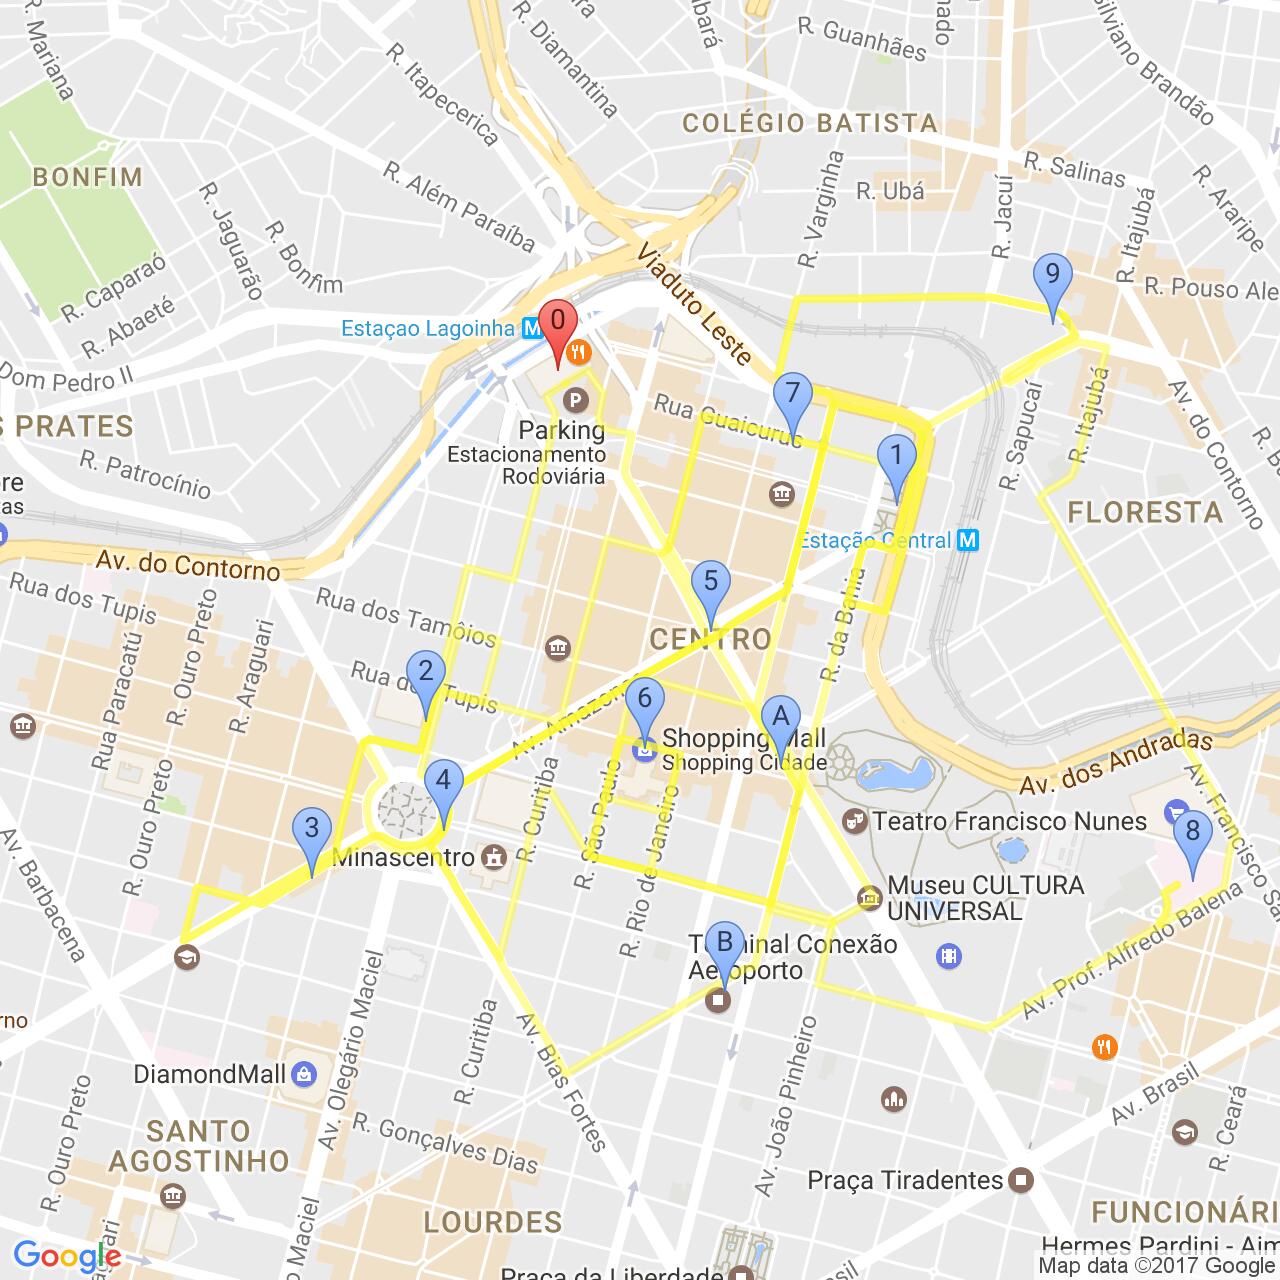 R. Mariana
R. Itapecerica
R. Diamantina
R. Guanhães
Silviano Brandão
COLÉGIO BATISTA
R. Salinas
R. Araripe
BONFIM
R. Além Paraíba
R. Varginha
R. Ubá
R. Jacuí
R. Itajubá
R. Jaguarão
R. Bonfim
R. Caparaó
R. Abaeté
Viaduto Leste
R. Pouso Ale
9
0
Estaçao Lagoinha
M
Dom Pedro II
7
Rua Guaicurus
P
Parking
Estacionamento
Rodoviária
S PRATES
R. Patrocínio
1
R. Sapucaí
R. Itajubá
Av. do Contorno
FLORESTA
Estação Central
M
Av. do Contorno
Rua dos Tupis
Rua dos Tamôios
R. da Bahia
5
CENTRO
R. Araguari
R. Ouro Preto
Rua Paracatú
2
6
A
Shopping Mall
Shopping Cidade
Av. dos Andradas
R. Curitiba
R. São Paulo
R. Rio de Janeiro
R. Ouro Preto
4
3
Minascentro
Teatro Francisco Nunes
8
Av. Francisco Sa
Av. Barbacena
Museu CULTURA
UNIVERSAL
B
Terminal Conexão
Aeroporto
Av. Prof. Alfredo Balena
rno
R. Curitiba
Av. Bias Fortes
Av. Olegário Maciel
DiamondMall
Av. João Pinheiro
Av. Brasil
R. Ceará
R. Ouro Preto
SANTO
AGOSTINHO
R. Gonçalves Dias
Praça Tiradentes
LOURDES
FUNCIONÁRI
Hermes Pardini - Aim
Google
Praça da Liberdade
Map data ©2017 Google